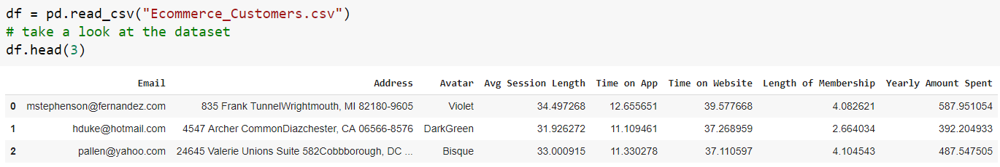 df = pd.read_csv("Ecommerce_Customers.csv")
# take a look at the dataset
df.head(3)
Email Address Avatar Avg Session Length Time on App Time on Website Length of Membership Yearly Amount Spent
0 mstephenson@fernandez.com 835 Frank TunnelWrightmouth, MI 82180-9605 Violet 34.497268 12.655651 39.577668 4.082621 587.951054
1 hduke@hotmail.com 4547 Archer CommonDiazchester, CA 06566-8576 DarkGreen 31.926272 11.109461 37.268959 2.664034 392.204933
2 pallen@yahoo.com 24645 Valerie Unions Suite 582Cobbborough, DC ... Bisque 33.000915 11.330278 37.110597 4.104543 487.547505